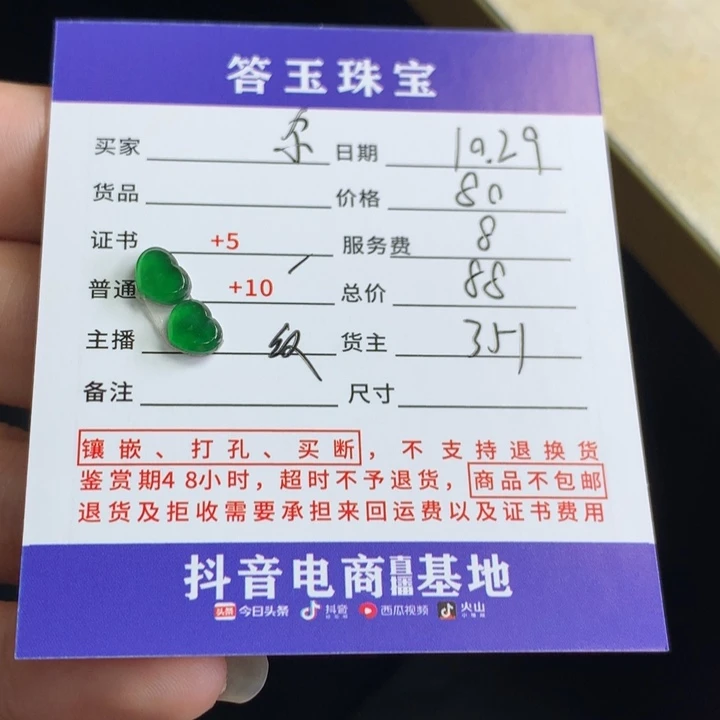 答玉珠宝
买家 尔 日期 10.29
货品 价格 80
证书 +5 服务费 8
普通 +10 总价 88
主播 货主 351
备注 尺寸
镶嵌、打孔、买断，不支持退换货
鉴赏期48小时，超时不予退货，商品不包邮
退货及拒收需要承担来回运费以及证书费用
抖音电商直播基地
头条 今日头条 抖音 西瓜视频 火山